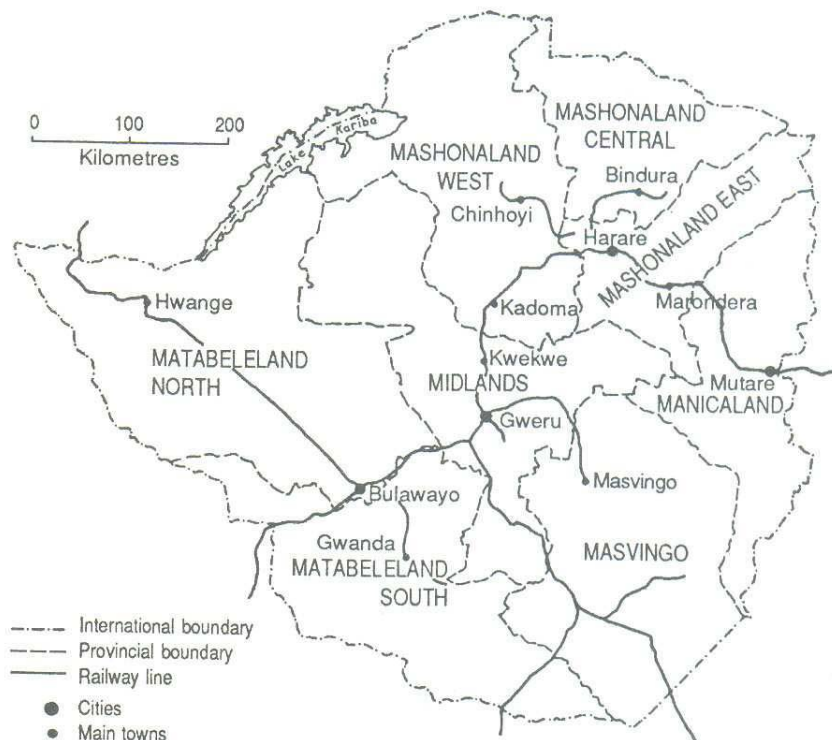 MASHONALAND
CENTRAL
0 100 200
Kilometres
Lake Kariba
MASHONALAND
WEST
Bindura
Chinhoyi
MASHONALAND EAST
Harare
Hwange
Kadoma
Marondera
MATABELELAND
NORTH
Kwekwe
MIDLANDS
Mutare
MANICALAND
Gweru
Bulawayo
Masvingo
Gwanda
MATABELELAND
SOUTH
MASVINGO
International boundary
Provincial boundary
Railway line
Cities
Main towns